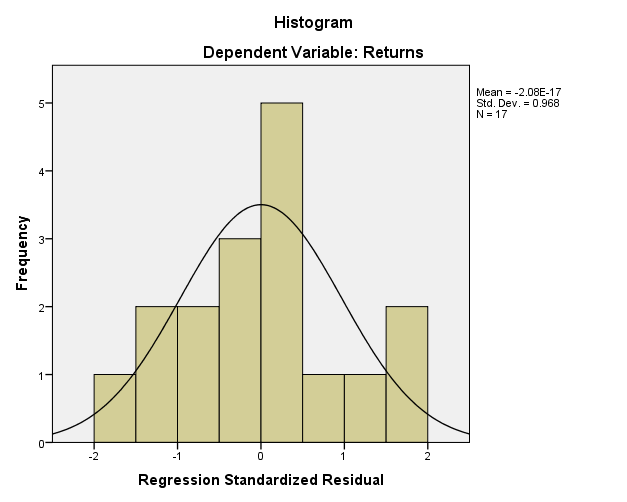 Histogram
Dependent Variable: Returns
Mean = -2.08E-17
Std. Dev. = 0.968
N = 17
Frequency
5
4
3
2
1
0
-2
-1
0
1
2
Regression Standardized Residual